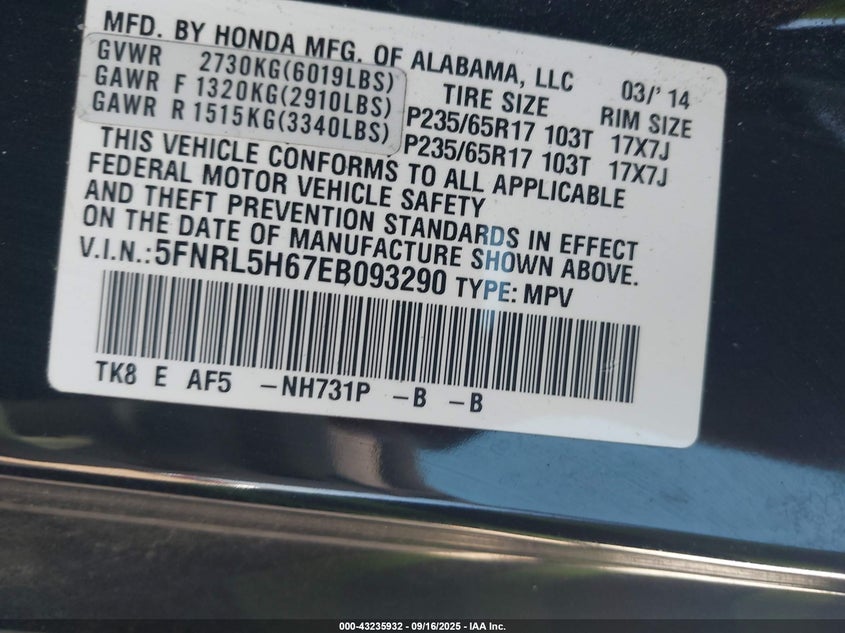 MFD. BY HONDA MFG. OF ALABAMA, LLC 03/' 14
GVWR 2730KG(6019LBS) TIRE SIZE RIM SIZE
GAWR F 1320KG(2910LBS) P235/65R17 103T 17X7J
GAWR R 1515KG(3340LBS) P235/65R17 103T 17X7J
THIS VEHICLE CONFORMS TO ALL APPLICABLE
FEDERAL MOTOR VEHICLE SAFETY
AND THEFT PREVENTION STANDARDS IN EFFECT
ON THE DATE OF MANUFACTURE SHOWN ABOVE.
V.I.N.:5FNRL5H67EB093290 TYPE: MPV
TK8 E AF5 -NH731P -B -B
000-43235932 - 09/16/2025 - IAA Inc.